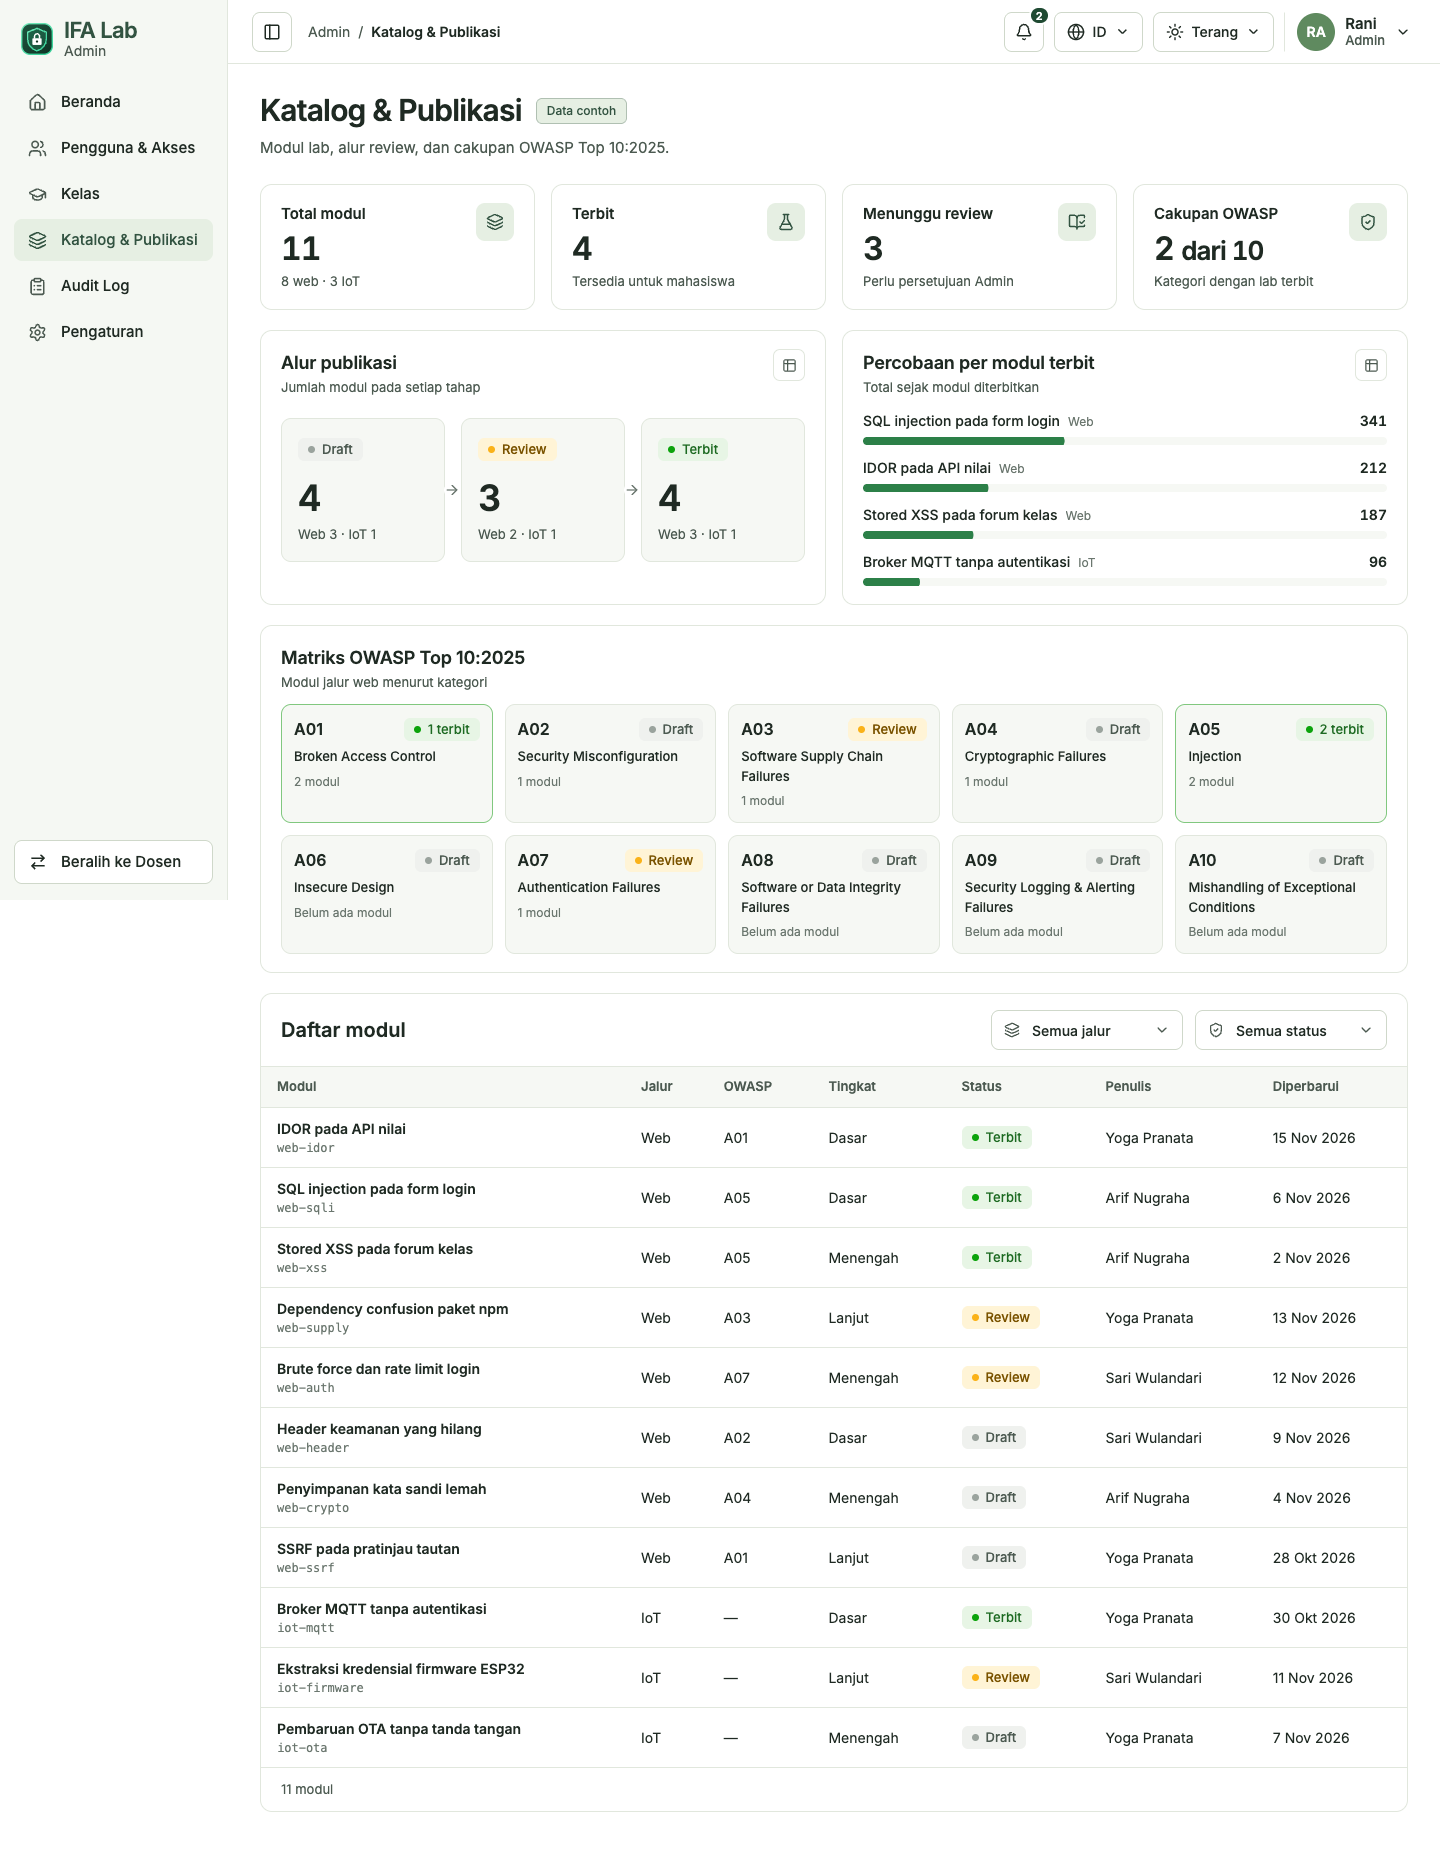 IFA Lab
Admin
Beranda
Pengguna & Akses
Kelas
Katalog & Publikasi
Audit Log
Pengaturan
Beralih ke Dosen
Admin / Katalog & Publikasi
2
ID
Terang
RA
Rani
Admin
Katalog & Publikasi
Data contoh
Modul lab, alur review, dan cakupan OWASP Top 10:2025.
Total modul
11
8 web · 3 IoT
Terbit
4
Tersedia untuk mahasiswa
Menunggu review
3
Perlu persetujuan Admin
Cakupan OWASP
2 dari 10
Kategori dengan lab terbit
Alur publikasi
Jumlah modul pada setiap tahap
Draft
4
Web 3 · IoT 1
Review
3
Web 2 · IoT 1
Terbit
4
Web 3 · IoT 1
Percobaan per modul terbit
Total sejak modul diterbitkan
SQL injection pada form login Web 341
IDOR pada API nilai Web 212
Stored XSS pada forum kelas Web 187
Broker MQTT tanpa autentikasi IoT 96
Matriks OWASP Top 10:2025
Modul jalur web menurut kategori
A01 1 terbit
Broken Access Control
2 modul
A02 Draft
Security Misconfiguration
1 modul
A03 Review
Software Supply Chain
Failures
1 modul
A04 Draft
Cryptographic Failures
1 modul
A05 2 terbit
Injection
2 modul
A06 Draft
Insecure Design
Belum ada modul
A07 Review
Authentication Failures
1 modul
A08 Draft
Software or Data Integrity
Failures
Belum ada modul
A09 Draft
Security Logging & Alerting
Failures
Belum ada modul
A10 Draft
Mishandling of Exceptional
Conditions
Belum ada modul
Daftar modul
Semua jalur
Semua status
Modul Jalur OWASP Tingkat Status Penulis Diperbarui
IDOR pada API nilai
web-idor
Web A01 Dasar Terbit Yoga Pranata 15 Nov 2026
SQL injection pada form login
web-sqli
Web A05 Dasar Terbit Arif Nugraha 6 Nov 2026
Stored XSS pada forum kelas
web-xss
Web A05 Menengah Terbit Arif Nugraha 2 Nov 2026
Dependency confusion paket npm
web-supply
Web A03 Lanjut Review Yoga Pranata 13 Nov 2026
Brute force dan rate limit login
web-auth
Web A07 Menengah Review Sari Wulandari 12 Nov 2026
Header keamanan yang hilang
web-header
Web A02 Dasar Draft Sari Wulandari 9 Nov 2026
Penyimpanan kata sandi lemah
web-crypto
Web A04 Menengah Draft Arif Nugraha 4 Nov 2026
SSRF pada pratinjau tautan
web-ssrf
Web A01 Lanjut Draft Yoga Pranata 28 Okt 2026
Broker MQTT tanpa autentikasi
iot-mqtt
IoT — Dasar Terbit Yoga Pranata 30 Okt 2026
Ekstraksi kredensial firmware ESP32
iot-firmware
IoT — Lanjut Review Sari Wulandari 11 Nov 2026
Pembaruan OTA tanpa tanda tangan
iot-ota
IoT — Menengah Draft Yoga Pranata 7 Nov 2026
11 modul